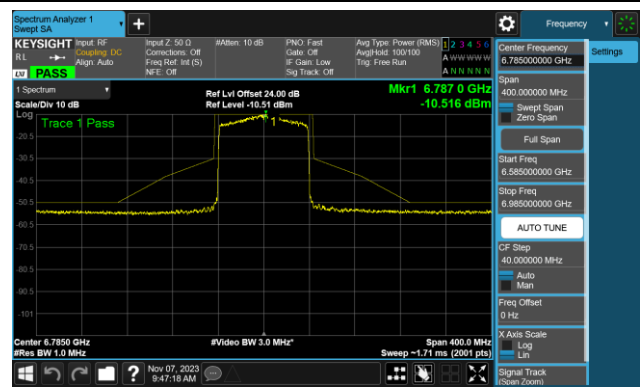 Spectrum Analyzer 1
Swept SA
Frequency
KEYSIGHT
Input: RF
Input Z: 50 Ω
#Atten: 10 dB
PNO: Fast
Avg Type: Power (RMS)
1 2 3 4 5 6
RL
Coupling: DC
Corrections: Off
Gate: Off
Avg|Hold: 100/100
A W W W W W
Align: Auto
Freq Ref: Int (S)
IF Gain: Low
Trig: Free Run
LXI
PASS
NFE: Off
Sig Track: Off
A N N N N N
1 Spectrum
Scale/Div 10 dB
Ref Lvl Offset 24.00 dB
Ref Level -10.51 dBm
Mkr1 6.787 0 GHz
-10.516 dBm
Log
Trace 1 Pass
1
-20.5
-30.5
-40.5
-50.5
-60.5
-70.5
-80.5
-90.5
-101
Center 6.7850 GHz
#Video BW 3.0 MHz*
Span 400.0 MHz
#Res BW 1.0 MHz
Sweep ~1.71 ms (2001 pts)
Nov 07, 2023
9:47:18 AM
Center Frequency
6.785000000 GHz
Settings
Span
400.000000 MHz
Swept Span
Zero Span
Full Span
Start Freq
6.585000000 GHz
Stop Freq
6.985000000 GHz
AUTO TUNE
CF Step
40.000000 MHz
Auto
Man
Freq Offset
0 Hz
X Axis Scale
Log
Lin
Signal Track
(Span Zoom)